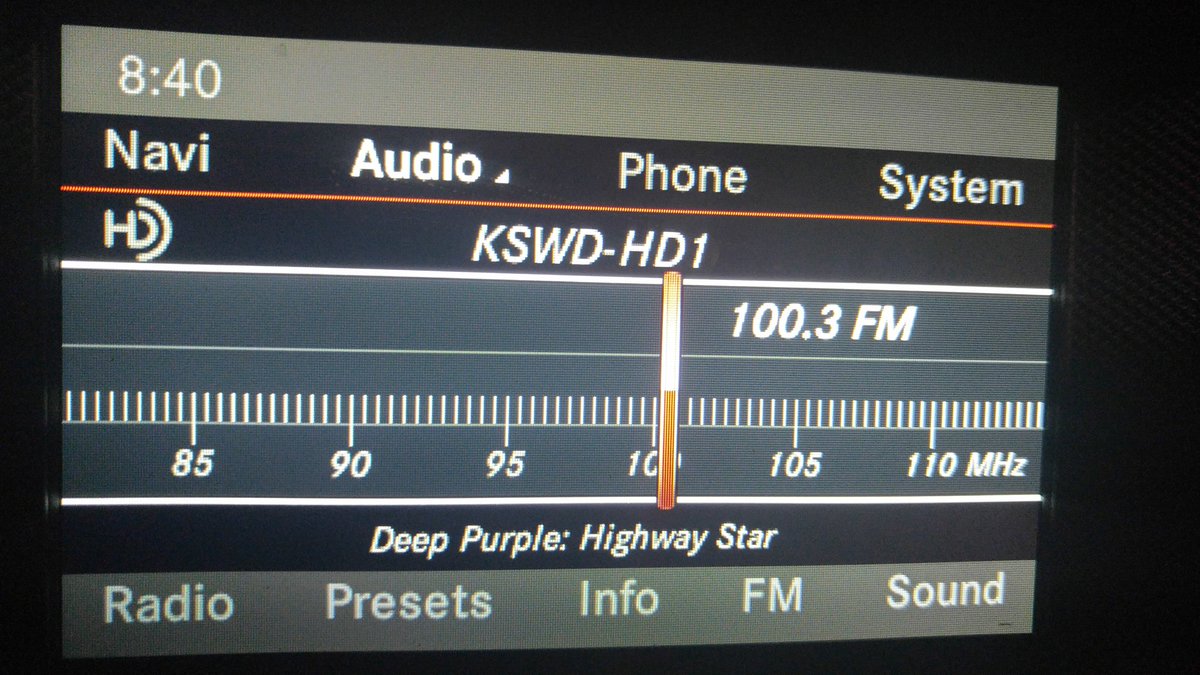 8:40
Navi Audio Phone System
HD KSWD-HD1
100.3 FM
85 90 95 105 110 MHz
Deep Purple: Highway Star
Radio Presets Info FM Sound